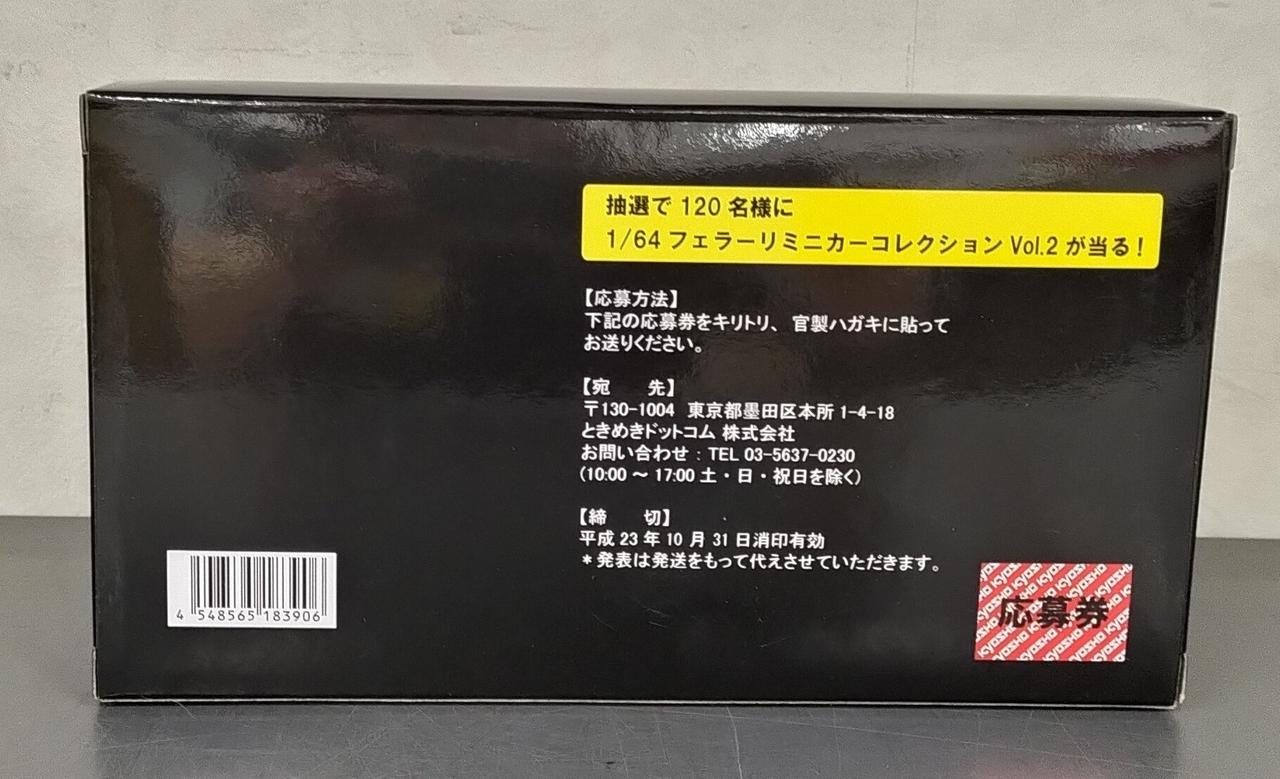 抽選で 120 名様に
1/64 フェラーリミニカーコレクション Vol.2 が当る！
【応募方法】
下記の応募券をキリトリ、 官製ハガキに貼って
お送りください。
【宛　先】
〒130-1004 東京都墨田区本所 1-4-18
ときめきドットコム 株式会社
お問い合わせ：TEL 03-5637-0230
（10:00 ～ 17:00 土・日・祝日を除く）
【締　切】
平成 23 年 10 月 31 日消印有効
＊発表は発送をもって代えさせていただきます。
4 548565 183906
KYOSHO
応募券